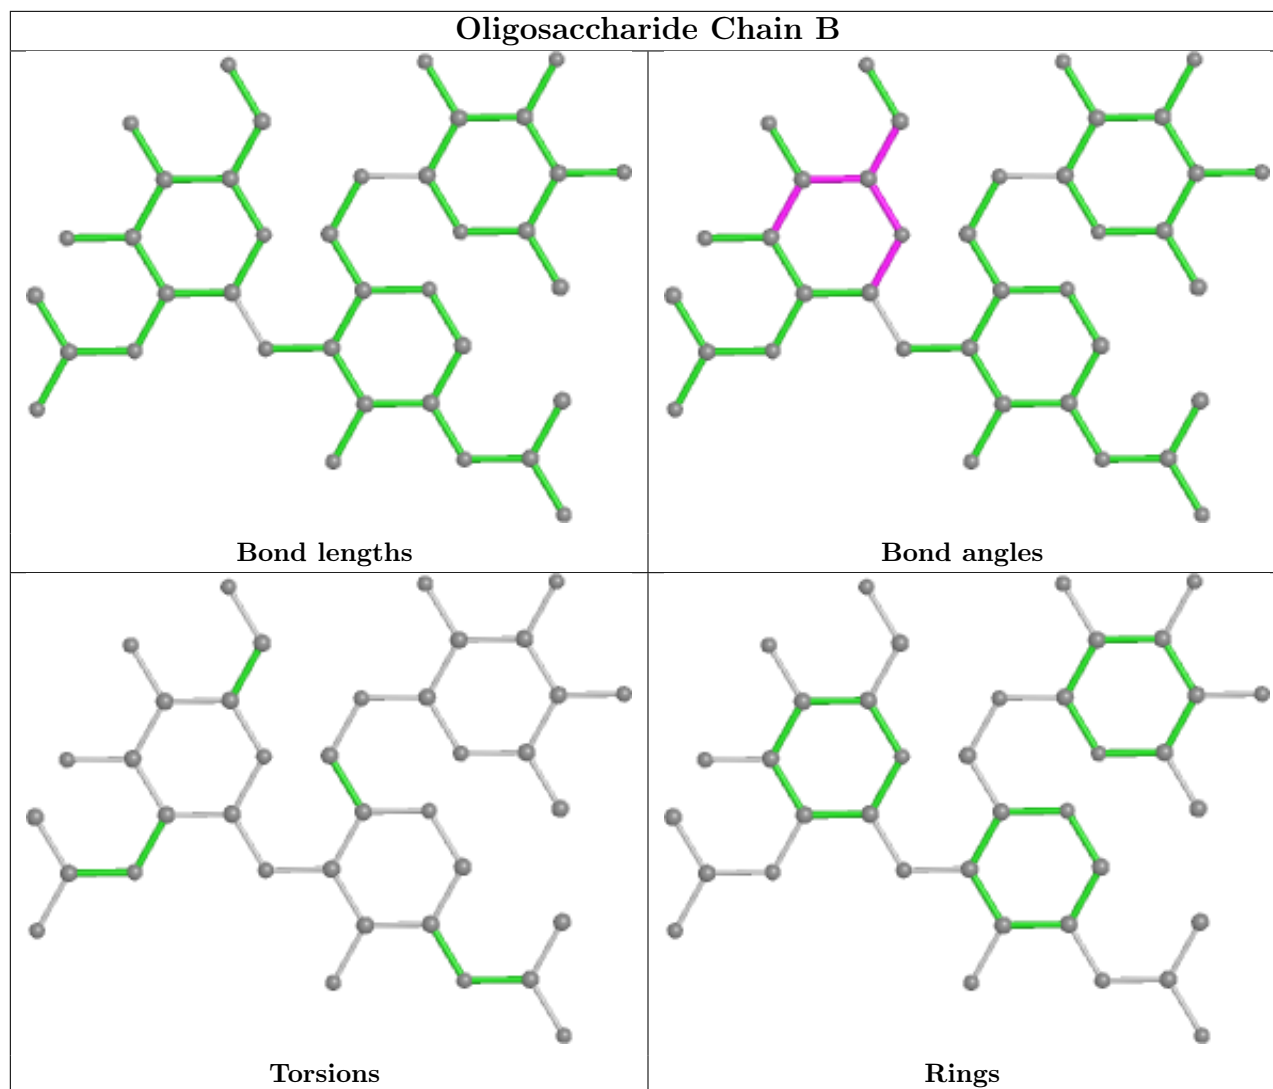 Oligosaccharide Chain B
Bond lengths
Bond angles
Torsions
Rings